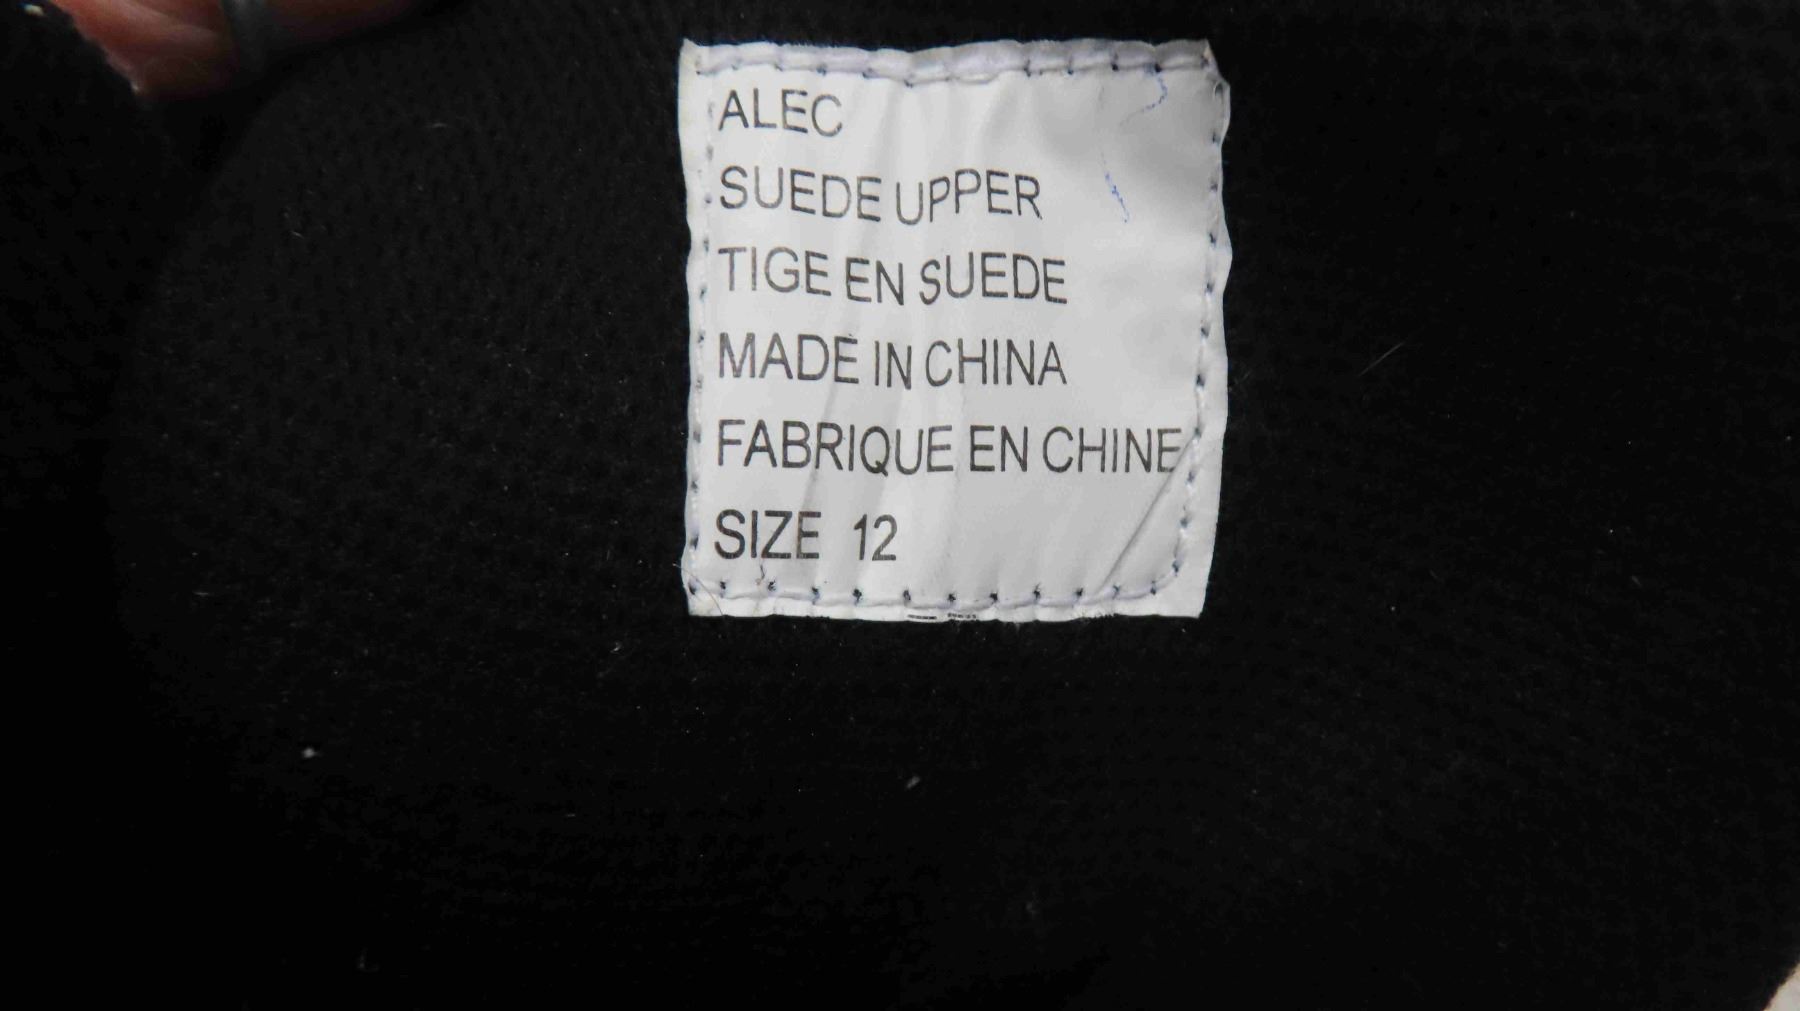 ALEC
SUEDE UPPER
TIGE EN SUEDE
MADE IN CHINA
FABRIQUE EN CHINE
SIZE 12